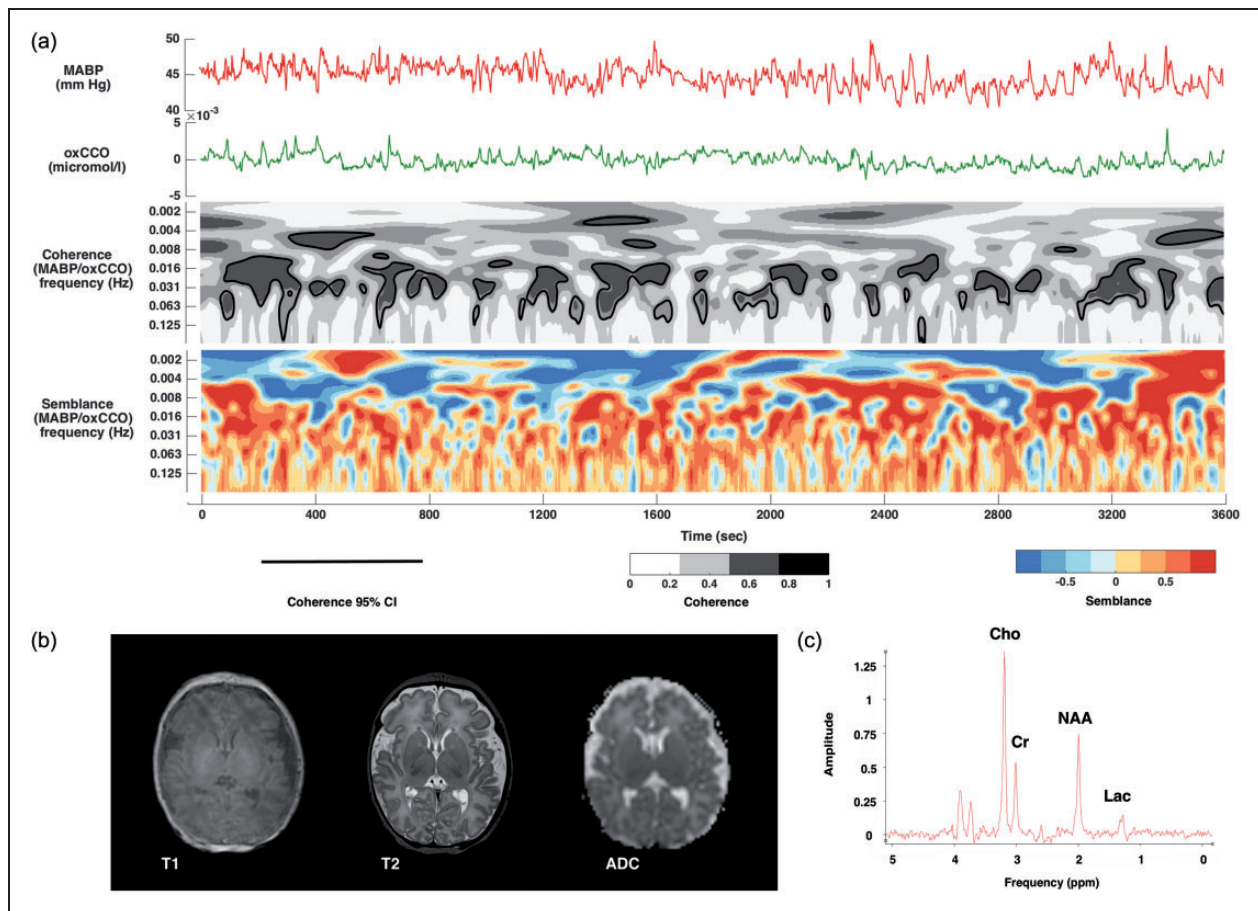 (a)
MABP
(mm Hg)
50
45
40
×10⁻³
oxCCO
(micromol/l)
5
0
-5
Coherence
(MABP/oxCCO)
frequency (Hz)
0.002
0.004
0.008
0.016
0.031
0.063
0.125
Semblance
(MABP/oxCCO)
frequency (Hz)
0.002
0.004
0.008
0.016
0.031
0.063
0.125
0 400 800 1200 1600 2000 2400 2800 3200 3600
Time (sec)
Coherence 95% CI
0 0.2 0.4 0.6 0.8 1
Coherence
-0.5 0 0.5
Semblance
(b)
T1
T2
ADC
(c)
Cho
Cr
NAA
Lac
Amplitude
1.25
1
0.75
0.5
0.25
0
5 4 3 2 1 0
Frequency (ppm)